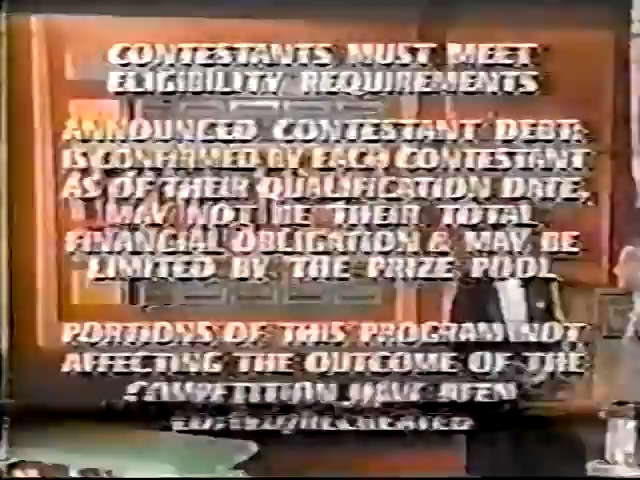 CONTESTANTS MUST MEET
ELIGIBILITY REQUIREMENTS
ANNOUNCED CONTESTANT DEBT
IS CONFIRMED BY EACH CONTESTANT
AS OF THEIR QUALIFICATION DATE,
MAY NOT BE THEIR TOTAL
FINANCIAL OBLIGATION & MAY BE
LIMITED BY THE PRIZE POOL
PORTIONS OF THIS PROGRAM NOT
AFFECTING THE OUTCOME OF THE
COMPETITION HAVE BEEN
EDITED/RECREATED